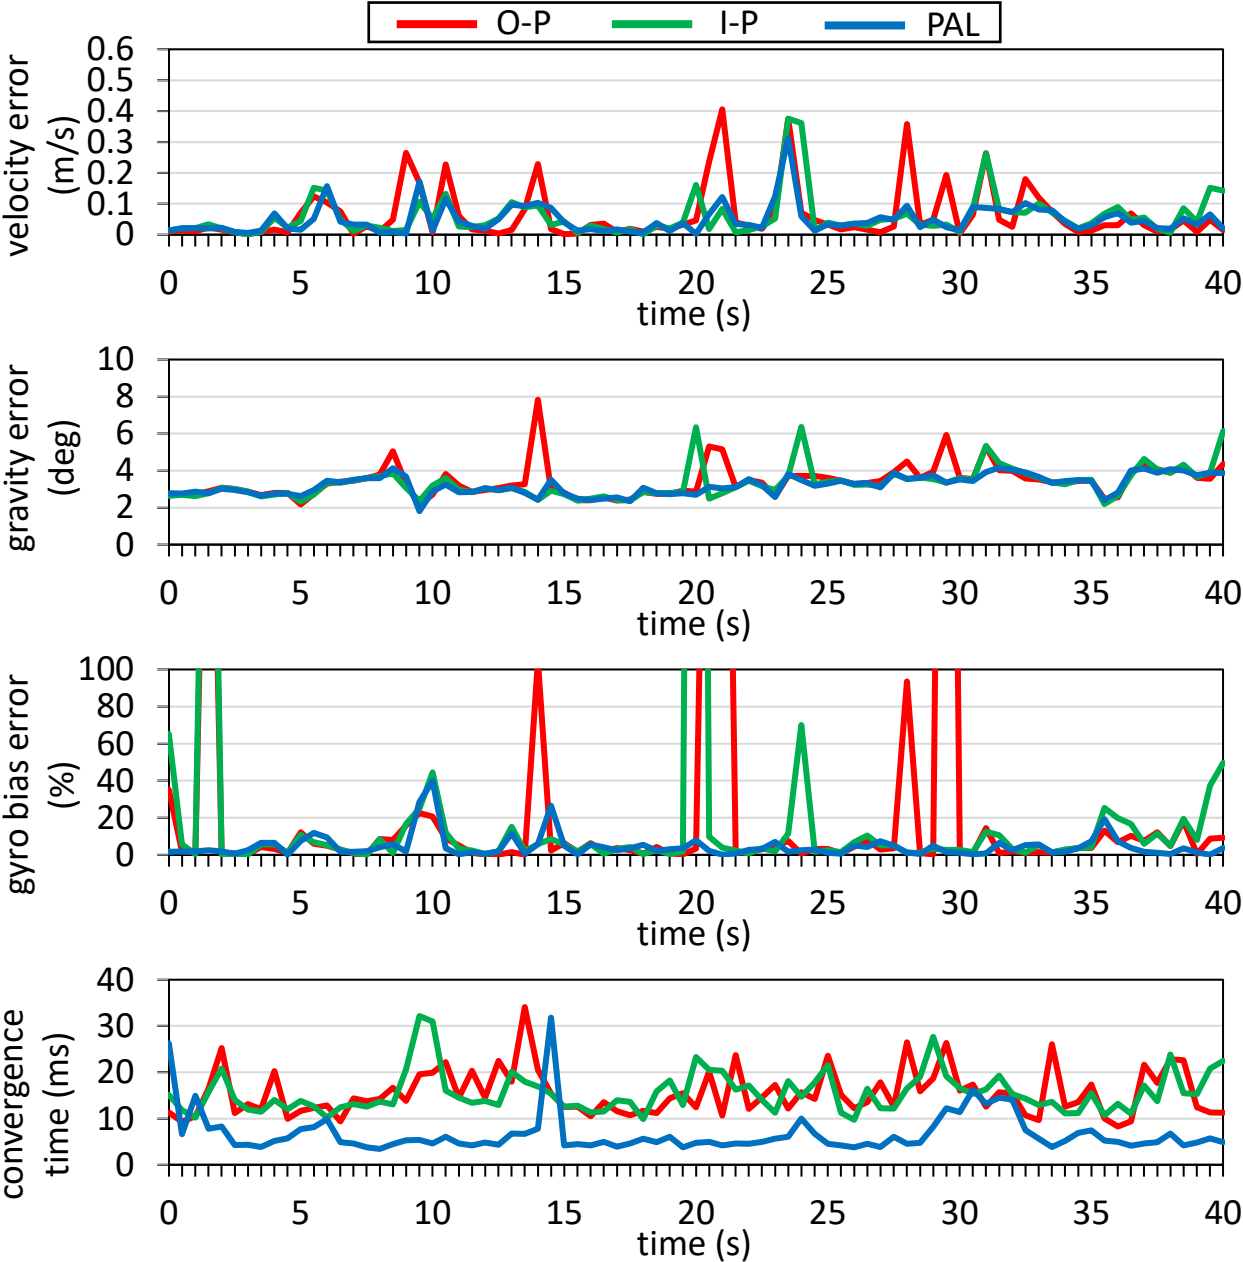 O-P I-P PAL
velocity error
(m/s)
0.6
0.5
0.4
0.3
0.2
0.1
0
0 5 10 15 20 25 30 35 40
time (s)
gravity error
(deg)
10
8
6
4
2
0
0 5 10 15 20 25 30 35 40
time (s)
gyro bias error
(%)
100
80
60
40
20
0
0 5 10 15 20 25 30 35 40
time (s)
convergence
time (ms)
40
30
20
10
0
0 5 10 15 20 25 30 35 40
time (s)